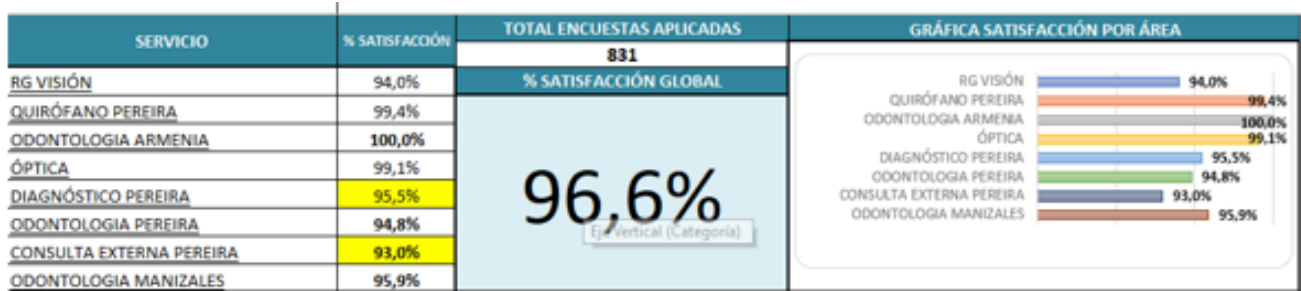 SERVICIO
% SATISFACCIÓN
RG VISIÓN 94,0%
QUIRÓFANO PEREIRA 99,4%
ODONTOLOGIA ARMENIA 100,0%
ÓPTICA 99,1%
DIAGNÓSTICO PEREIRA 95,5%
ODONTOLOGIA PEREIRA 94,8%
CONSULTA EXTERNA PEREIRA 93,0%
ODONTOLOGIA MANIZALES 95,9%
TOTAL ENCUESTAS APLICADAS
831
% SATISFACCIÓN GLOBAL
96,6%
Eje Vertical (Categoría)
GRÁFICA SATISFACCIÓN POR ÁREA
RG VISIÓN 94,0%
QUIRÓFANO PEREIRA 99,4%
ODONTOLOGIA ARMENIA 100,0%
ÓPTICA 99,1%
DIAGNÓSTICO PEREIRA 95,5%
ODONTOLOGIA PEREIRA 94,8%
CONSULTA EXTERNA PEREIRA 93,0%
ODONTOLOGIA MANIZALES 95,9%